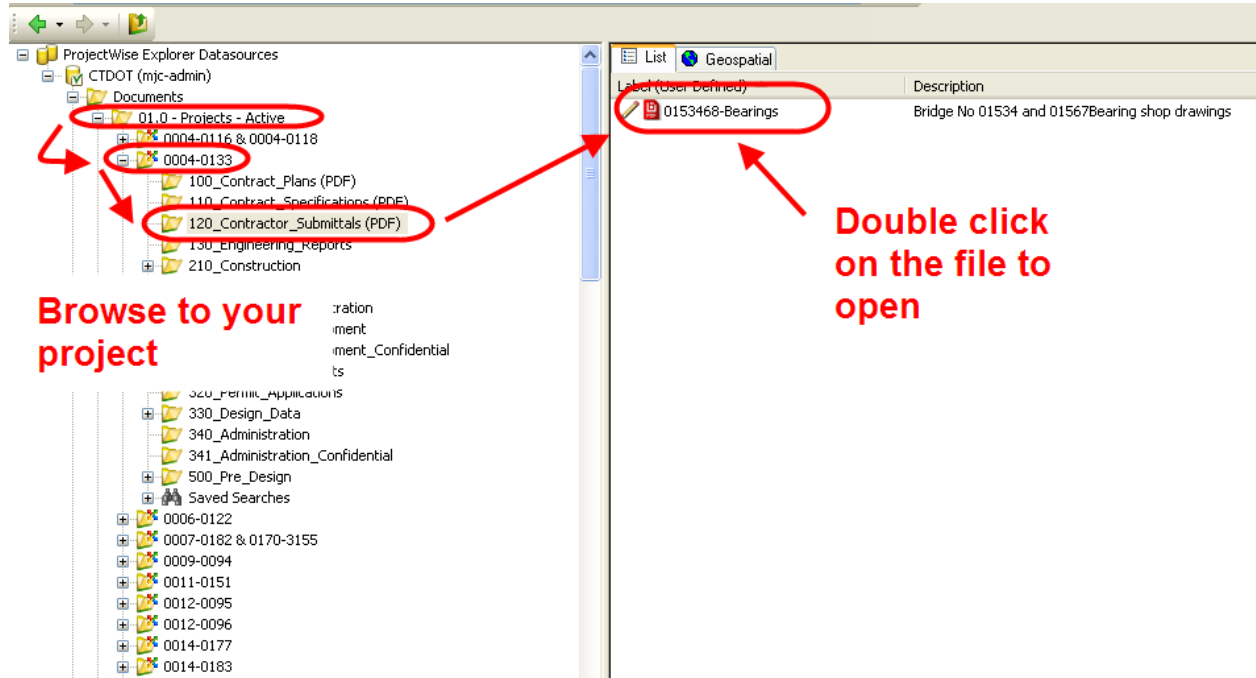 ProjectWise Explorer Datasources
CTDOT (mjc-admin)
Documents
01.0 - Projects - Active
0004-0116 & 0004-0118
0004-0133
100_Contract_Plans (PDF)
110_Contract_Specifications (PDF)
120_Contractor_Submittals (PDF)
130_Engineering_Reports
210_Construction
Browse to your
project
320_Permit_Applications
330_Design_Data
340_Administration
341_Administration_Confidential
500_Pre_Design
Saved Searches
0006-0122
0007-0182 & 0170-3155
0009-0094
0011-0151
0012-0095
0012-0096
0014-0177
0014-0183
List
Geospatial
Label (User Defined)
Description
0153468-Bearings
Bridge No 01534 and 01567Bearing shop drawings
Double click
on the file to
open